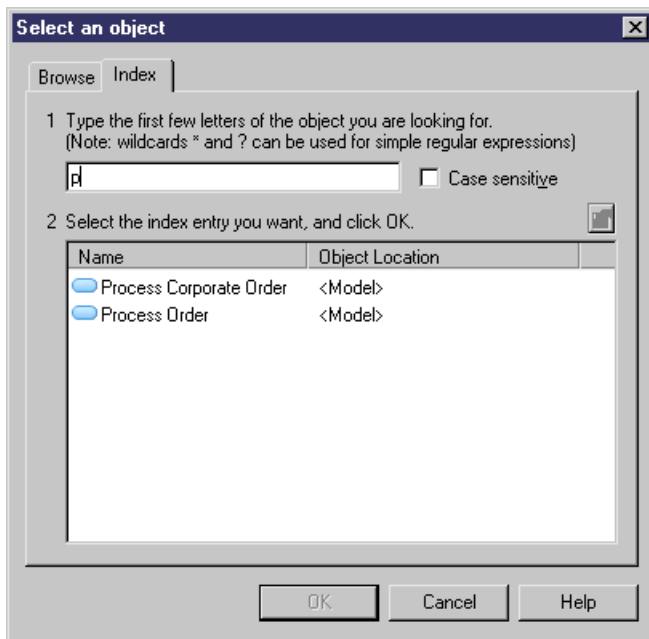 Select an object
Browse Index
1 Type the first few letters of the object you are looking for.
(Note: wildcards * and ? can be used for simple regular expressions)
p
Case sensitive
2 Select the index entry you want, and click OK.
Name Object Location
Process Corporate Order <Model>
Process Order <Model>
OK Cancel Help